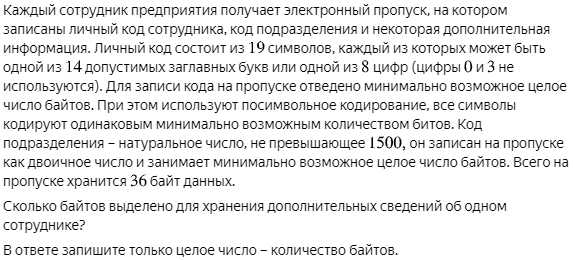 Каждый сотрудник предприятия получает электронный пропуск, на котором
записаны личный код сотрудника, код подразделения и некоторая дополнительная
информация. Личный код состоит из 19 символов, каждый из которых может быть
одной из 14 допустимых заглавных букв или одной из 8 цифр (цифры 0 и 3 не
используются). Для записи кода на пропуске отведено минимально возможное целое
число байтов. При этом используют посимвольное кодирование, все символы
кодируют одинаковым минимально возможным количеством битов. Код
подразделения – натуральное число, не превышающее 1500, он записан на пропуске
как двоичное число и занимает минимально возможное целое число байтов. Всего на
пропуске хранится 36 байт данных.
Сколько байтов выделено для хранения дополнительных сведений об одном
сотруднике?
В ответе запишите только целое число – количество байтов.